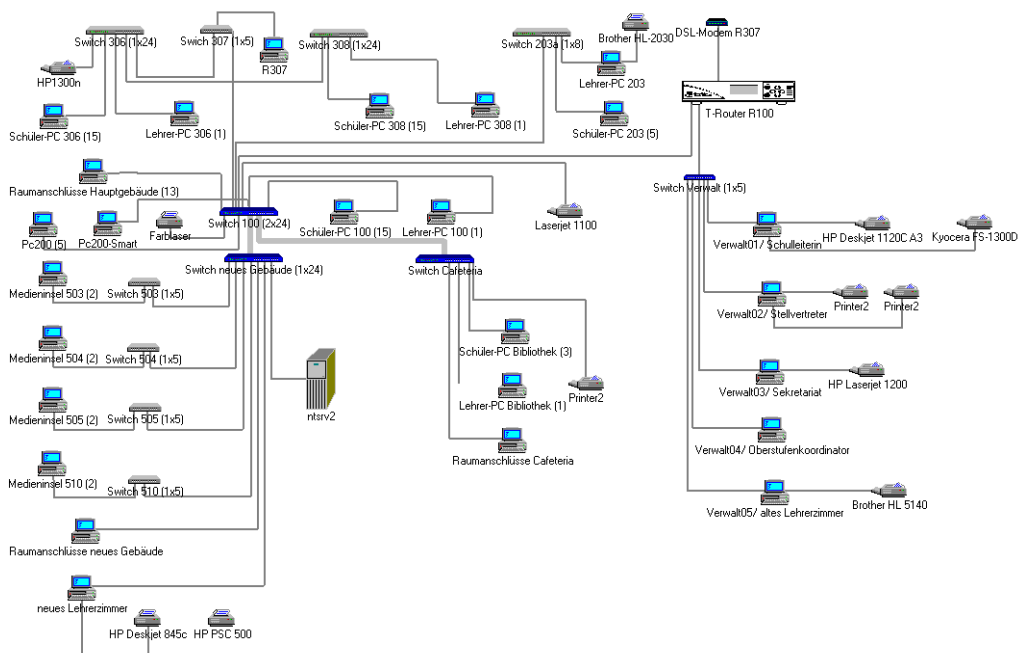 Brother HL-2030
DSL-Modem R307
Switch 306 (1x24)
Swich 307 (1x5)
Switch 308 (1x24)
Switch 203a (1x8)
HP1300n
R307
Lehrer-PC 203
T-Router R100
Schüler-PC 306 (15)
Lehrer-PC 306 (1)
Schüler-PC 308 (15)
Lehrer-PC 308 (1)
Schüler-PC 203 (5)
Raumanschlüsse Hauptgebäude (13)
Switch Verwalt (1x5)
Pc200 (5)
Pc200-Smart
Farblaser
Switch 100 (2x24)
Schüler-PC 100 (15)
Lehrer-PC 100 (1)
Laserjet 1100
Verwalt01/ Schulleiterin
HP Deskjet 1120C A3
Kyocera FS-1300D
Switch neues Gebäude (1x24)
Switch Cafeteria
Medieninsel 503 (2)
Switch 503 (1x5)
Verwalt02/ Stellvertreter
Printer2
Printer2
Medieninsel 504 (2)
Switch 504 (1x5)
Schüler-PC Bibliothek (3)
Verwalt03/ Sekretariat
HP Laserjet 1200
Medieninsel 505 (2)
Switch 505 (1x5)
ntsrv2
Lehrer-PC Bibliothek (1)
Printer2
Raumanschlüsse Cafeteria
Verwalt04/ Oberstufenkoordinator
Medieninsel 510 (2)
Switch 510 (1x5)
Verwalt05/ altes Lehrerzimmer
Brother HL 5140
Raumanschlüsse neues Gebäude
neues Lehrerzimmer
HP Deskjet 845c
HP PSC 500